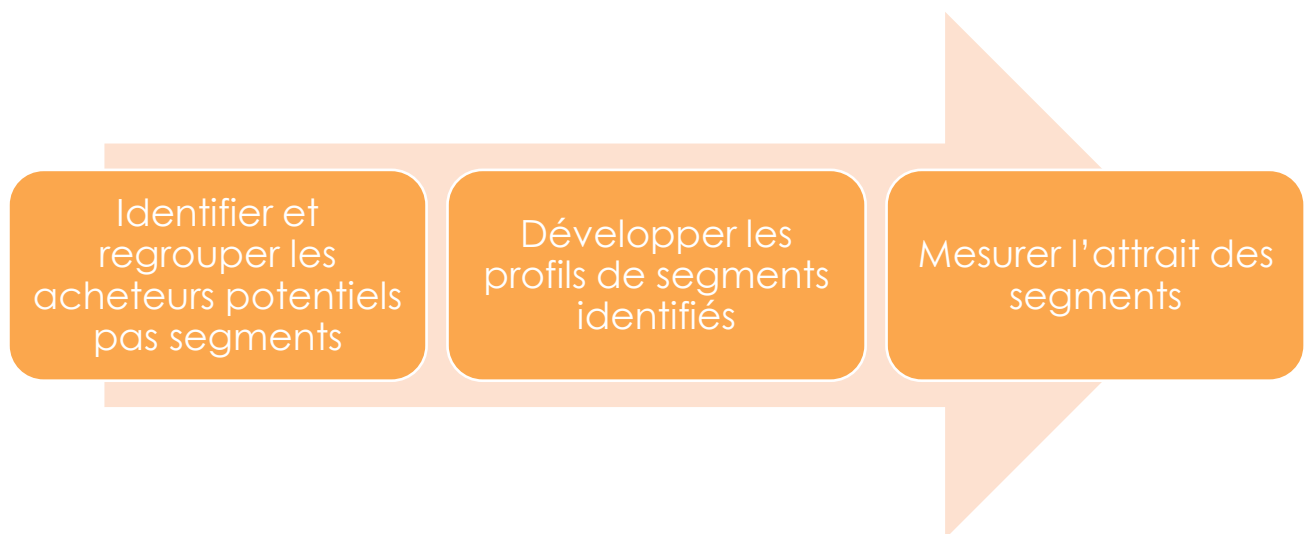 Identifier et
regrouper les
acheteurs potentiels
pas segments
Développer les
profils de segments
identifiés
Mesurer l’attrait des
segments